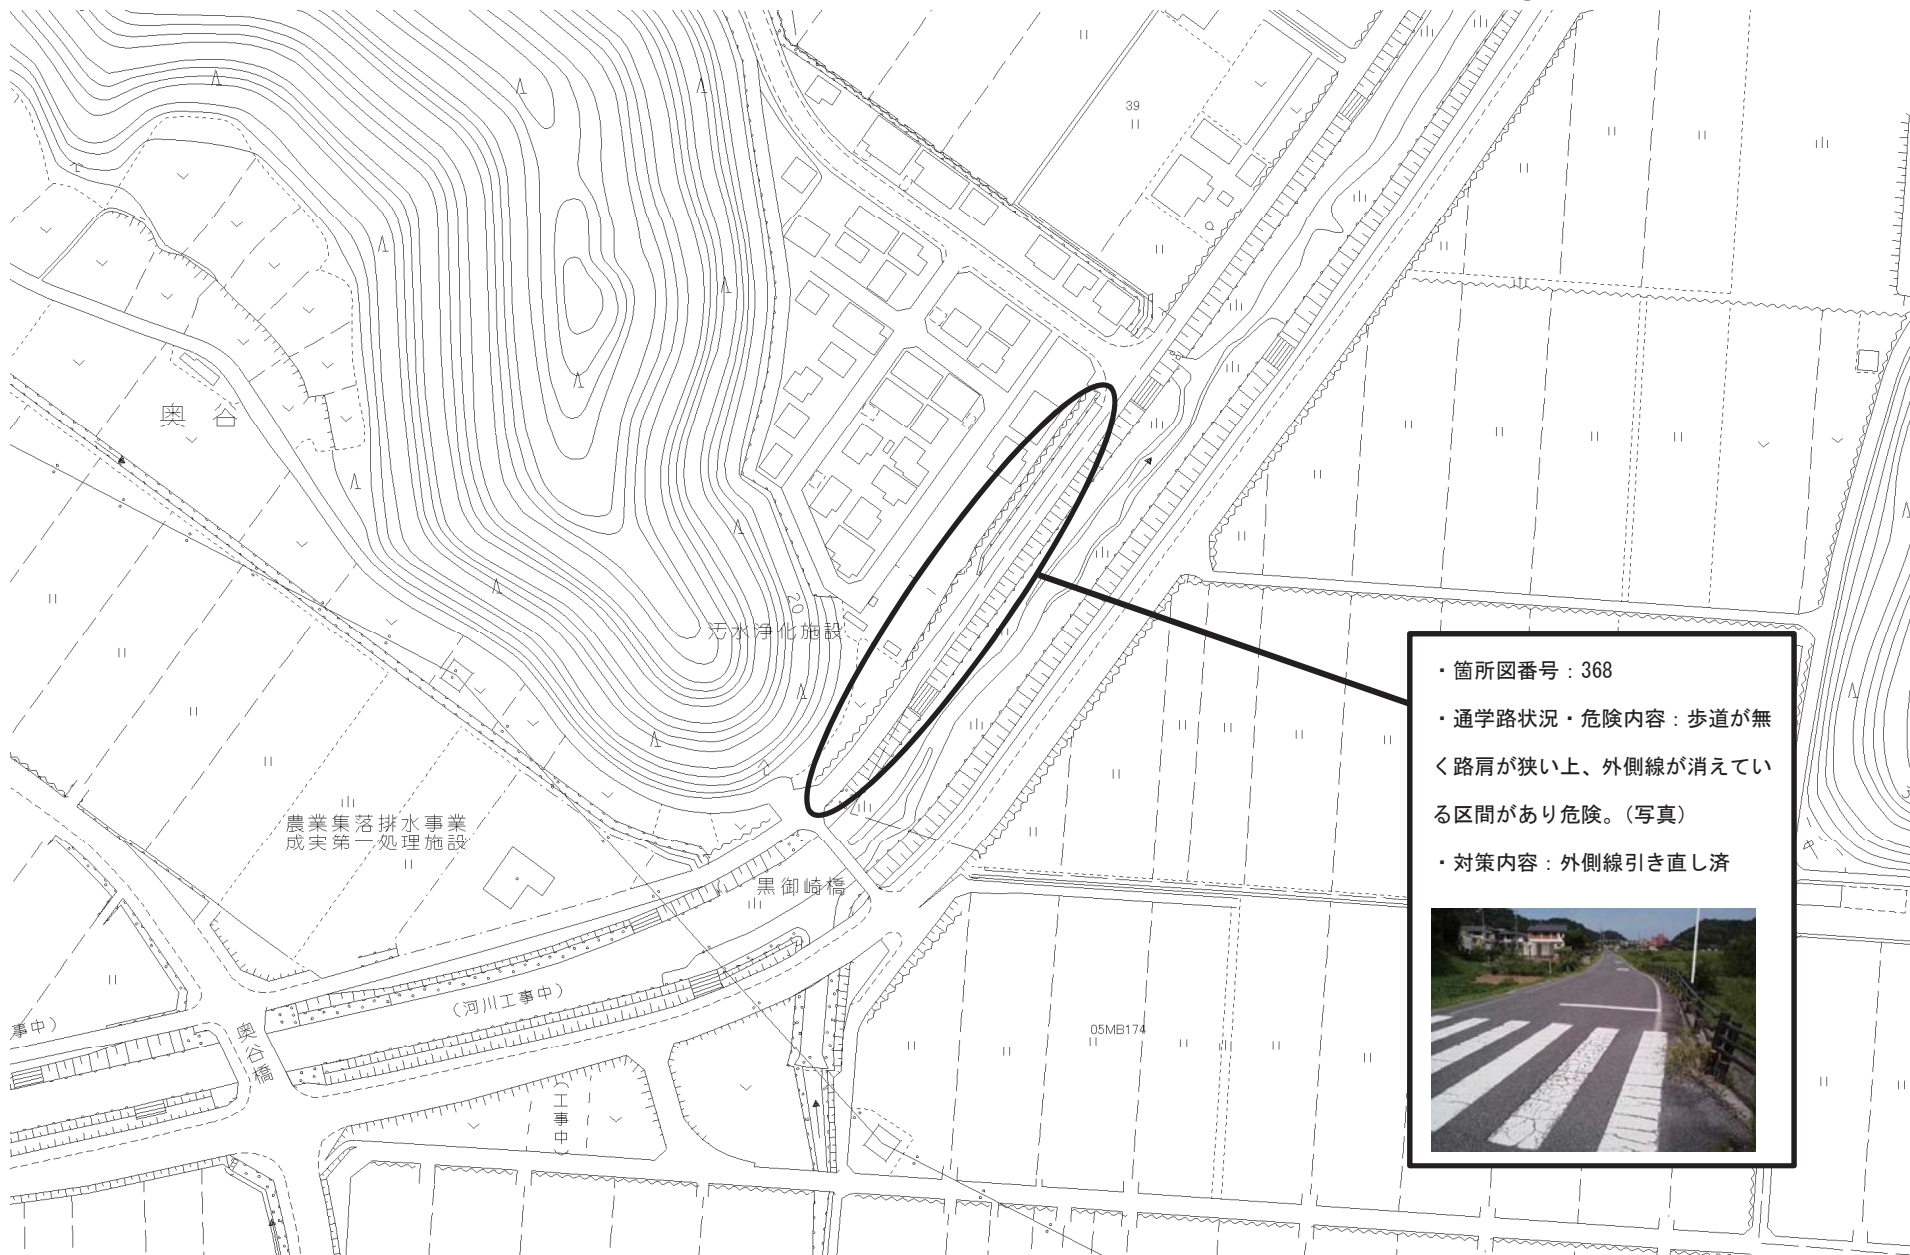 39
奥谷
汚水浄化施設
20
・箇所図番号：368
・通学路状況・危険内容：歩道が無
く路肩が狭い上、外側線が消えてい
る区間があり危険。（写真）
・対策内容：外側線引き直し済
農業集落排水事業
成実第一処理施設
黒御崎橋
（河川工事中）
事中）
奥谷橋
05MB174
（工事中）